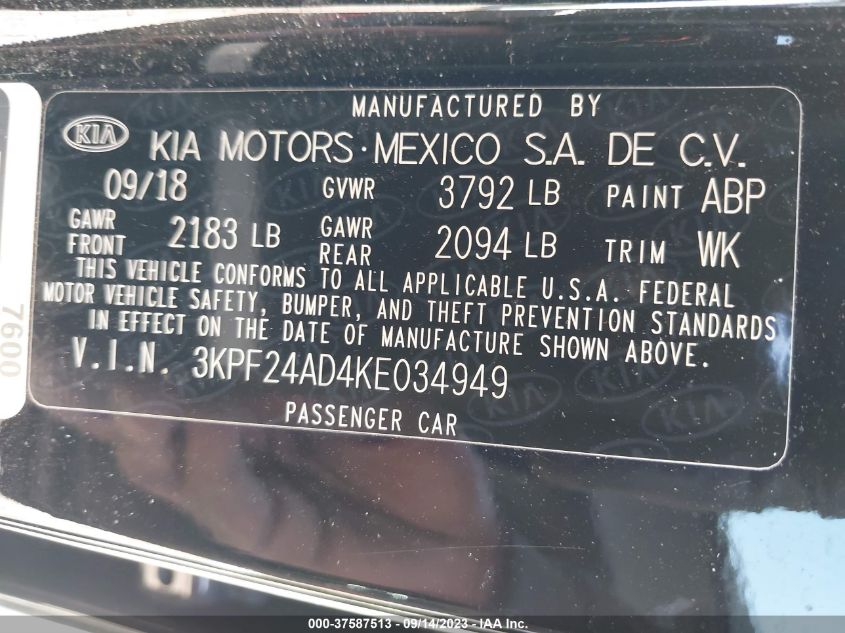 MANUFACTURED BY
KIA KIA MOTORS·MEXICO S.A. DE C.V.
09/18 GVWR 3792 LB PAINT ABP
GAWR FRONT 2183 LB GAWR REAR 2094 LB TRIM WK
THIS VEHICLE CONFORMS TO ALL APPLICABLE U.S.A. FEDERAL
MOTOR VEHICLE SAFETY, BUMPER, AND THEFT PREVENTION STANDARDS
IN EFFECT ON THE DATE OF MANUFACTURE SHOWN ABOVE.
V.I.N. 3KPF24AD4KE034949
PASSENGER CAR
7600
000-37587513 - 09/14/2023 - IAA Inc.